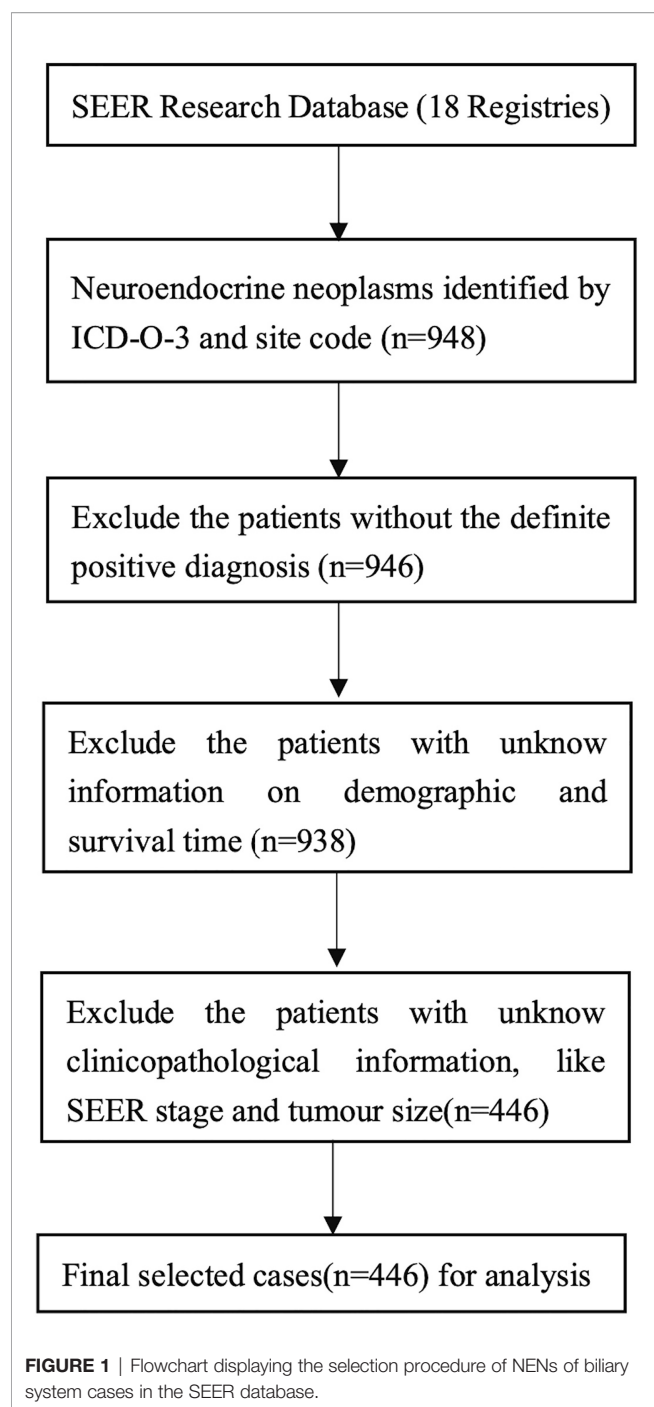 SEER Research Database (18 Registries)
Neuroendocrine neoplasms identified by
ICD-O-3 and site code (n=948)
Exclude the patients without the definite
positive diagnosis (n=946)
Exclude the patients with unknow
information on demographic and
survival time (n=938)
Exclude the patients with unknow
clinicopathological information, like
SEER stage and tumour size(n=446)
Final selected cases(n=446) for analysis
FIGURE 1 | Flowchart displaying the selection procedure of NENs of biliary
system cases in the SEER database.